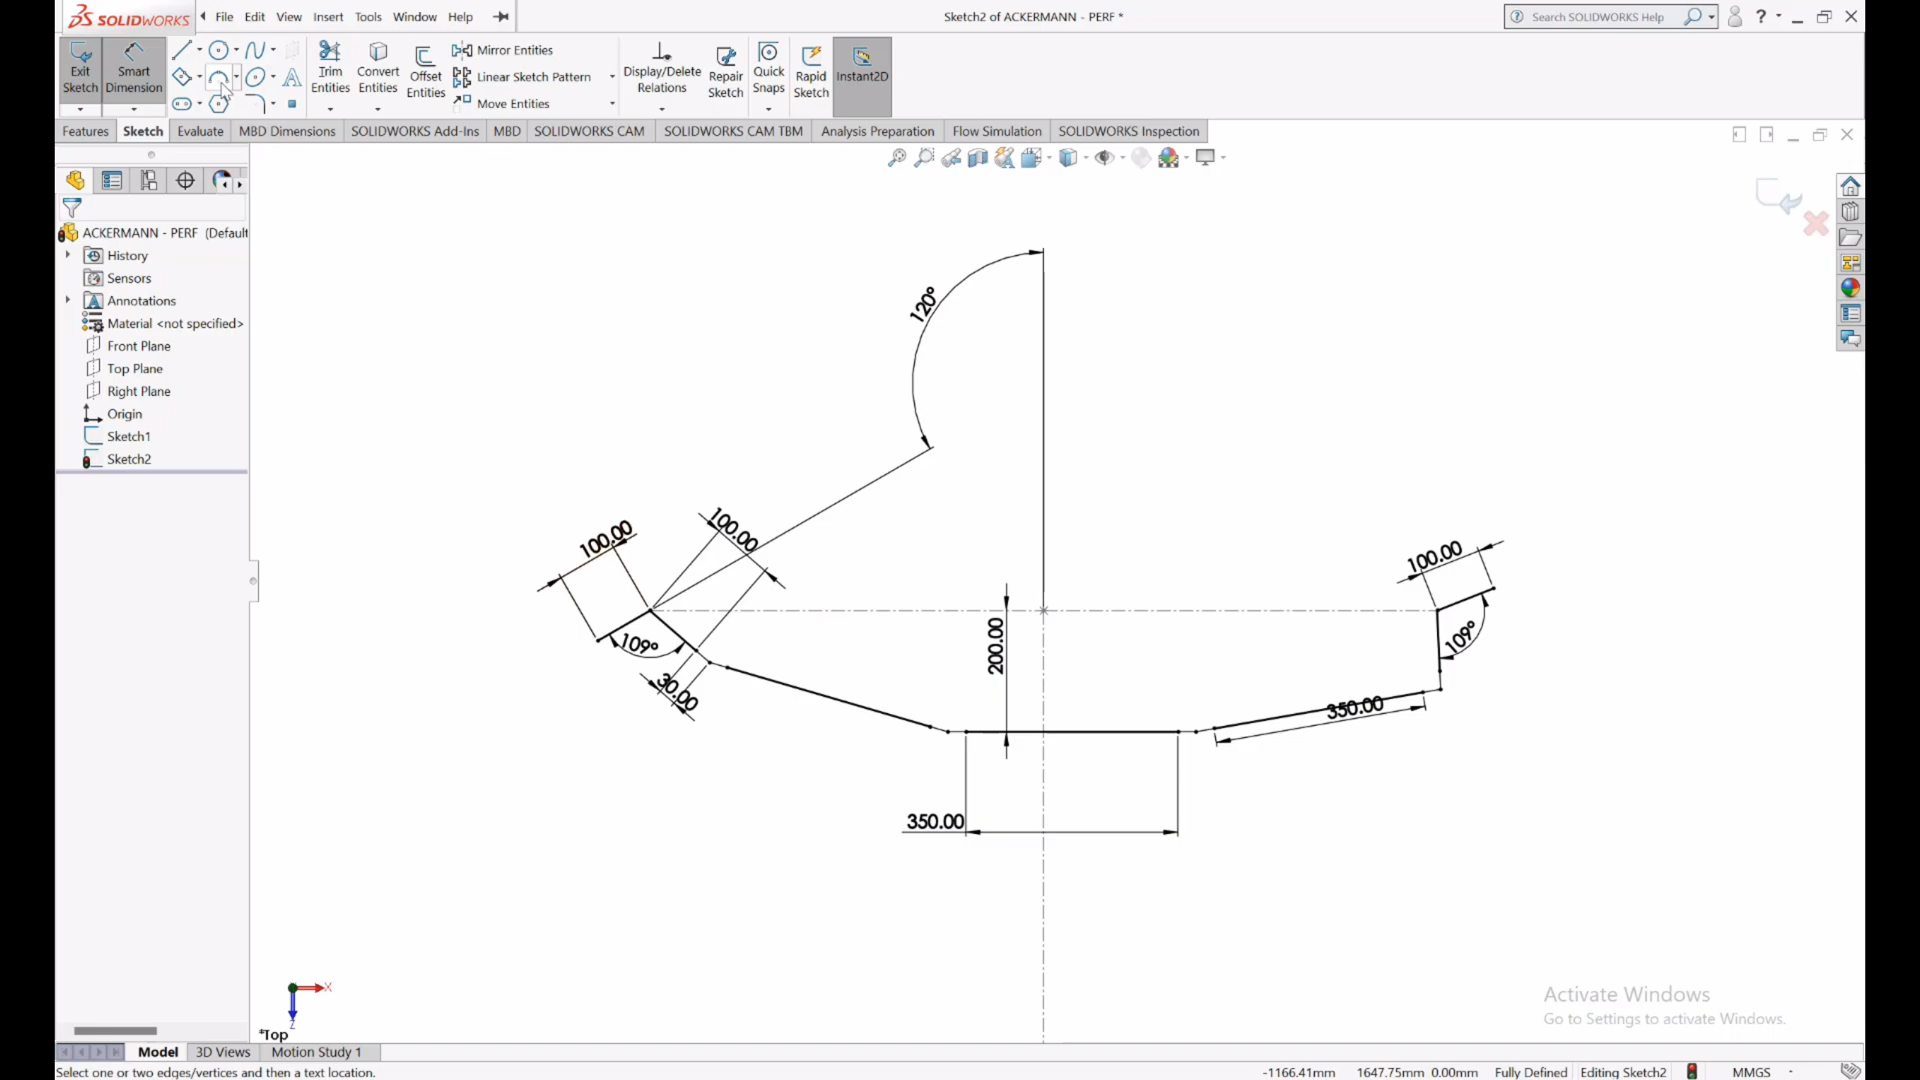 SOLIDWORKS File Edit View Insert Tools Window Help
Sketch2 of ACKERMANN - PERF *
Search SOLIDWORKS Help
Exit Sketch
Smart Dimension
Trim Entities
Convert Entities
Offset Entities
Mirror Entities
Linear Sketch Pattern
Move Entities
Display/Delete Relations
Repair Sketch
Quick Snaps
Rapid Sketch
Instant2D
Features Sketch Evaluate MBD Dimensions SOLIDWORKS Add-Ins MBD SOLIDWORKS CAM SOLIDWORKS CAM TBM Analysis Preparation Flow Simulation SOLIDWORKS Inspection
ACKERMANN - PERF (Default
History
Sensors
Annotations
Material <not specified>
Front Plane
Top Plane
Right Plane
Origin
Sketch1
Sketch2
120°
100.00
100.00
100.00
109°
109°
200.00
30.00
350.00
350.00
X
Z
*Top
Activate Windows
Go to Settings to activate Windows.
Model 3D Views Motion Study 1
Select one or two edges/vertices and then a text location.
-1166.41mm 1647.75mm 0.00mm Fully Defined Editing Sketch2 MMGS -